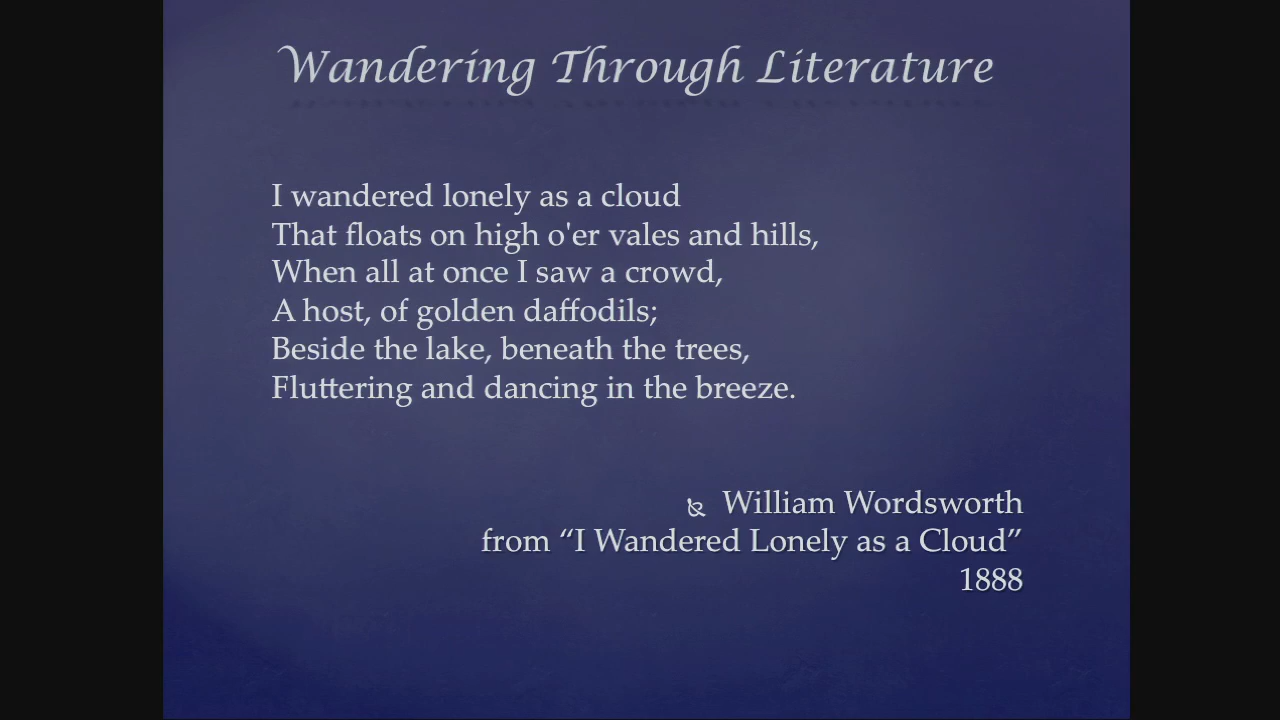 Wandering Through Literature
I wandered lonely as a cloud
That floats on high o'er vales and hills,
When all at once I saw a crowd,
A host, of golden daffodils;
Beside the lake, beneath the trees,
Fluttering and dancing in the breeze.
William Wordsworth
from “I Wandered Lonely as a Cloud”
1888